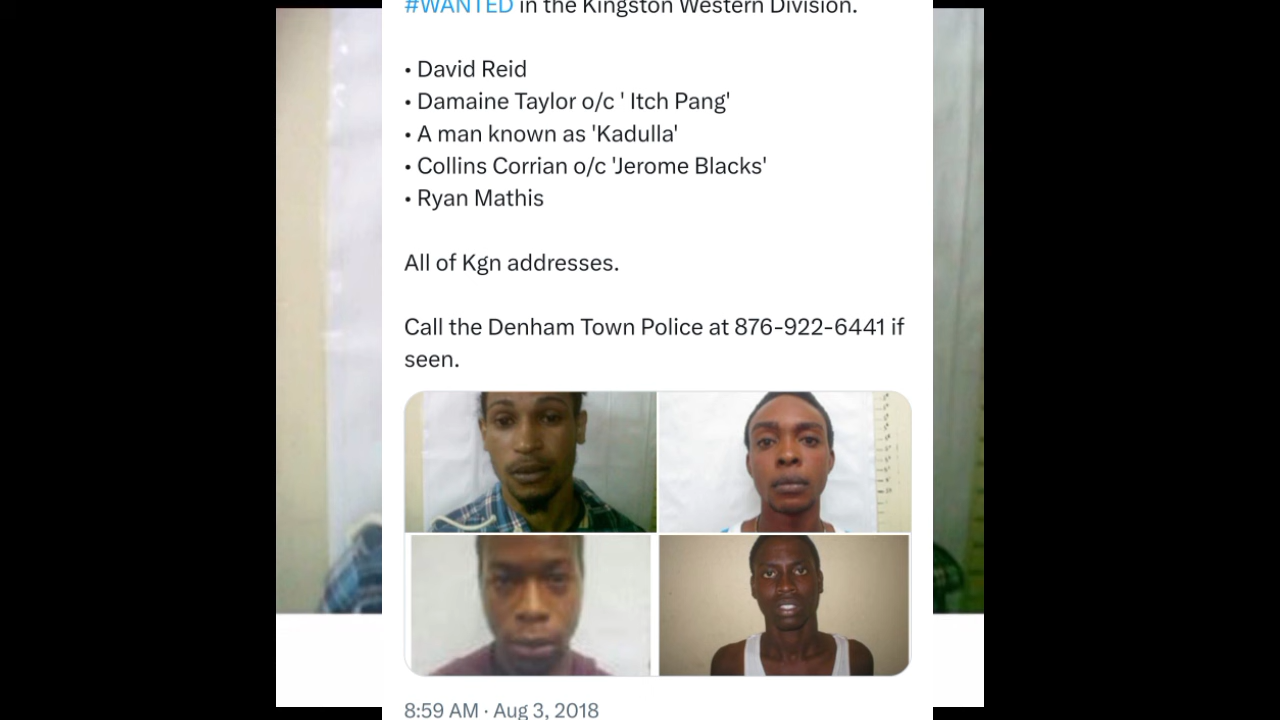 #WANTED in the Kingston Western Division.
• David Reid
• Damaine Taylor o/c ' Itch Pang'
• A man known as 'Kadulla'
• Collins Corrian o/c 'Jerome Blacks'
• Ryan Mathis
All of Kgn addresses.
Call the Denham Town Police at 876-922-6441 if
seen.
8:59 AM · Aug 3, 2018